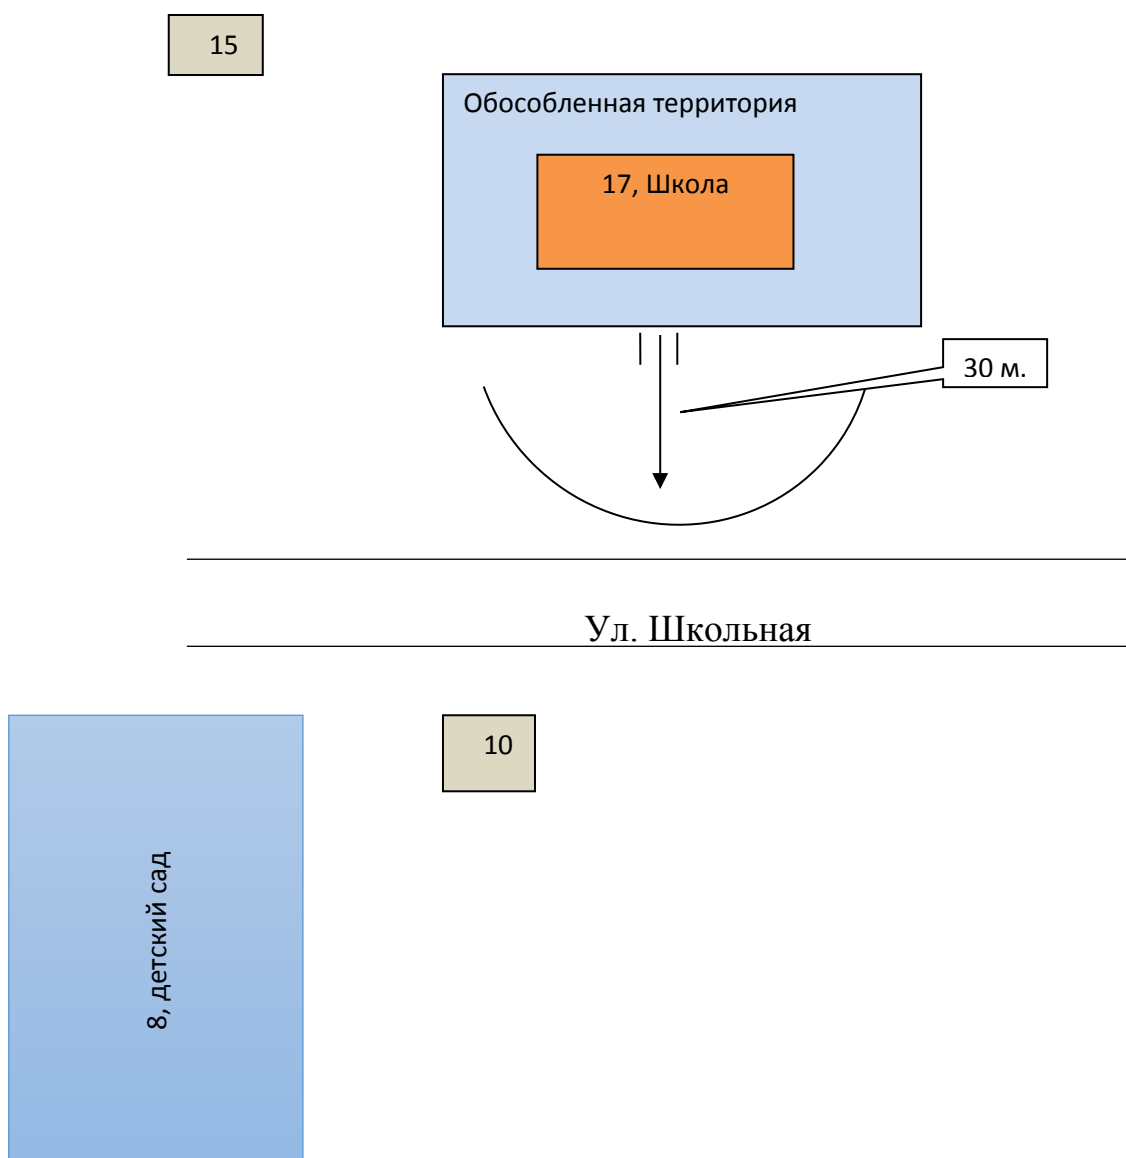 15
Обособленная территория
17, Школа
30 м.
Ул. Школьная
10
8, детский сад